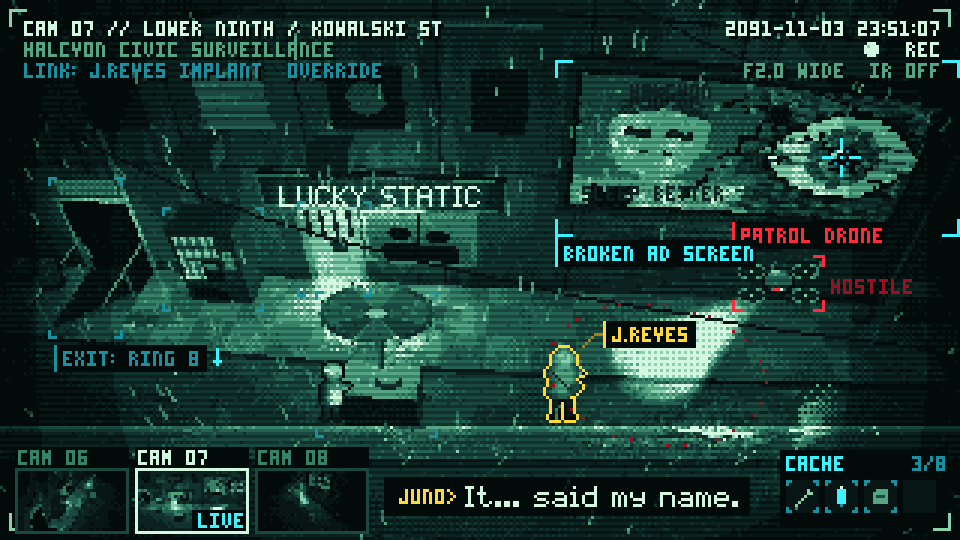 CAM 07 // LOWER NINTH / KOWALSKI ST
HALCYON CIVIC SURVEILLANCE
LINK: J.REYES IMPLANT OVERRIDE
2091-11-03 23:51:07
REC
F2.0 WIDE IR OFF
LUCKY STATIC
PATROL DRONE
BROKEN AD SCREEN
HOSTILE
J.REYES
EXIT: RING 8
CAM 06
CAM 07
CAM 08
LIVE
JUNO> It... said my name.
CACHE 3/8